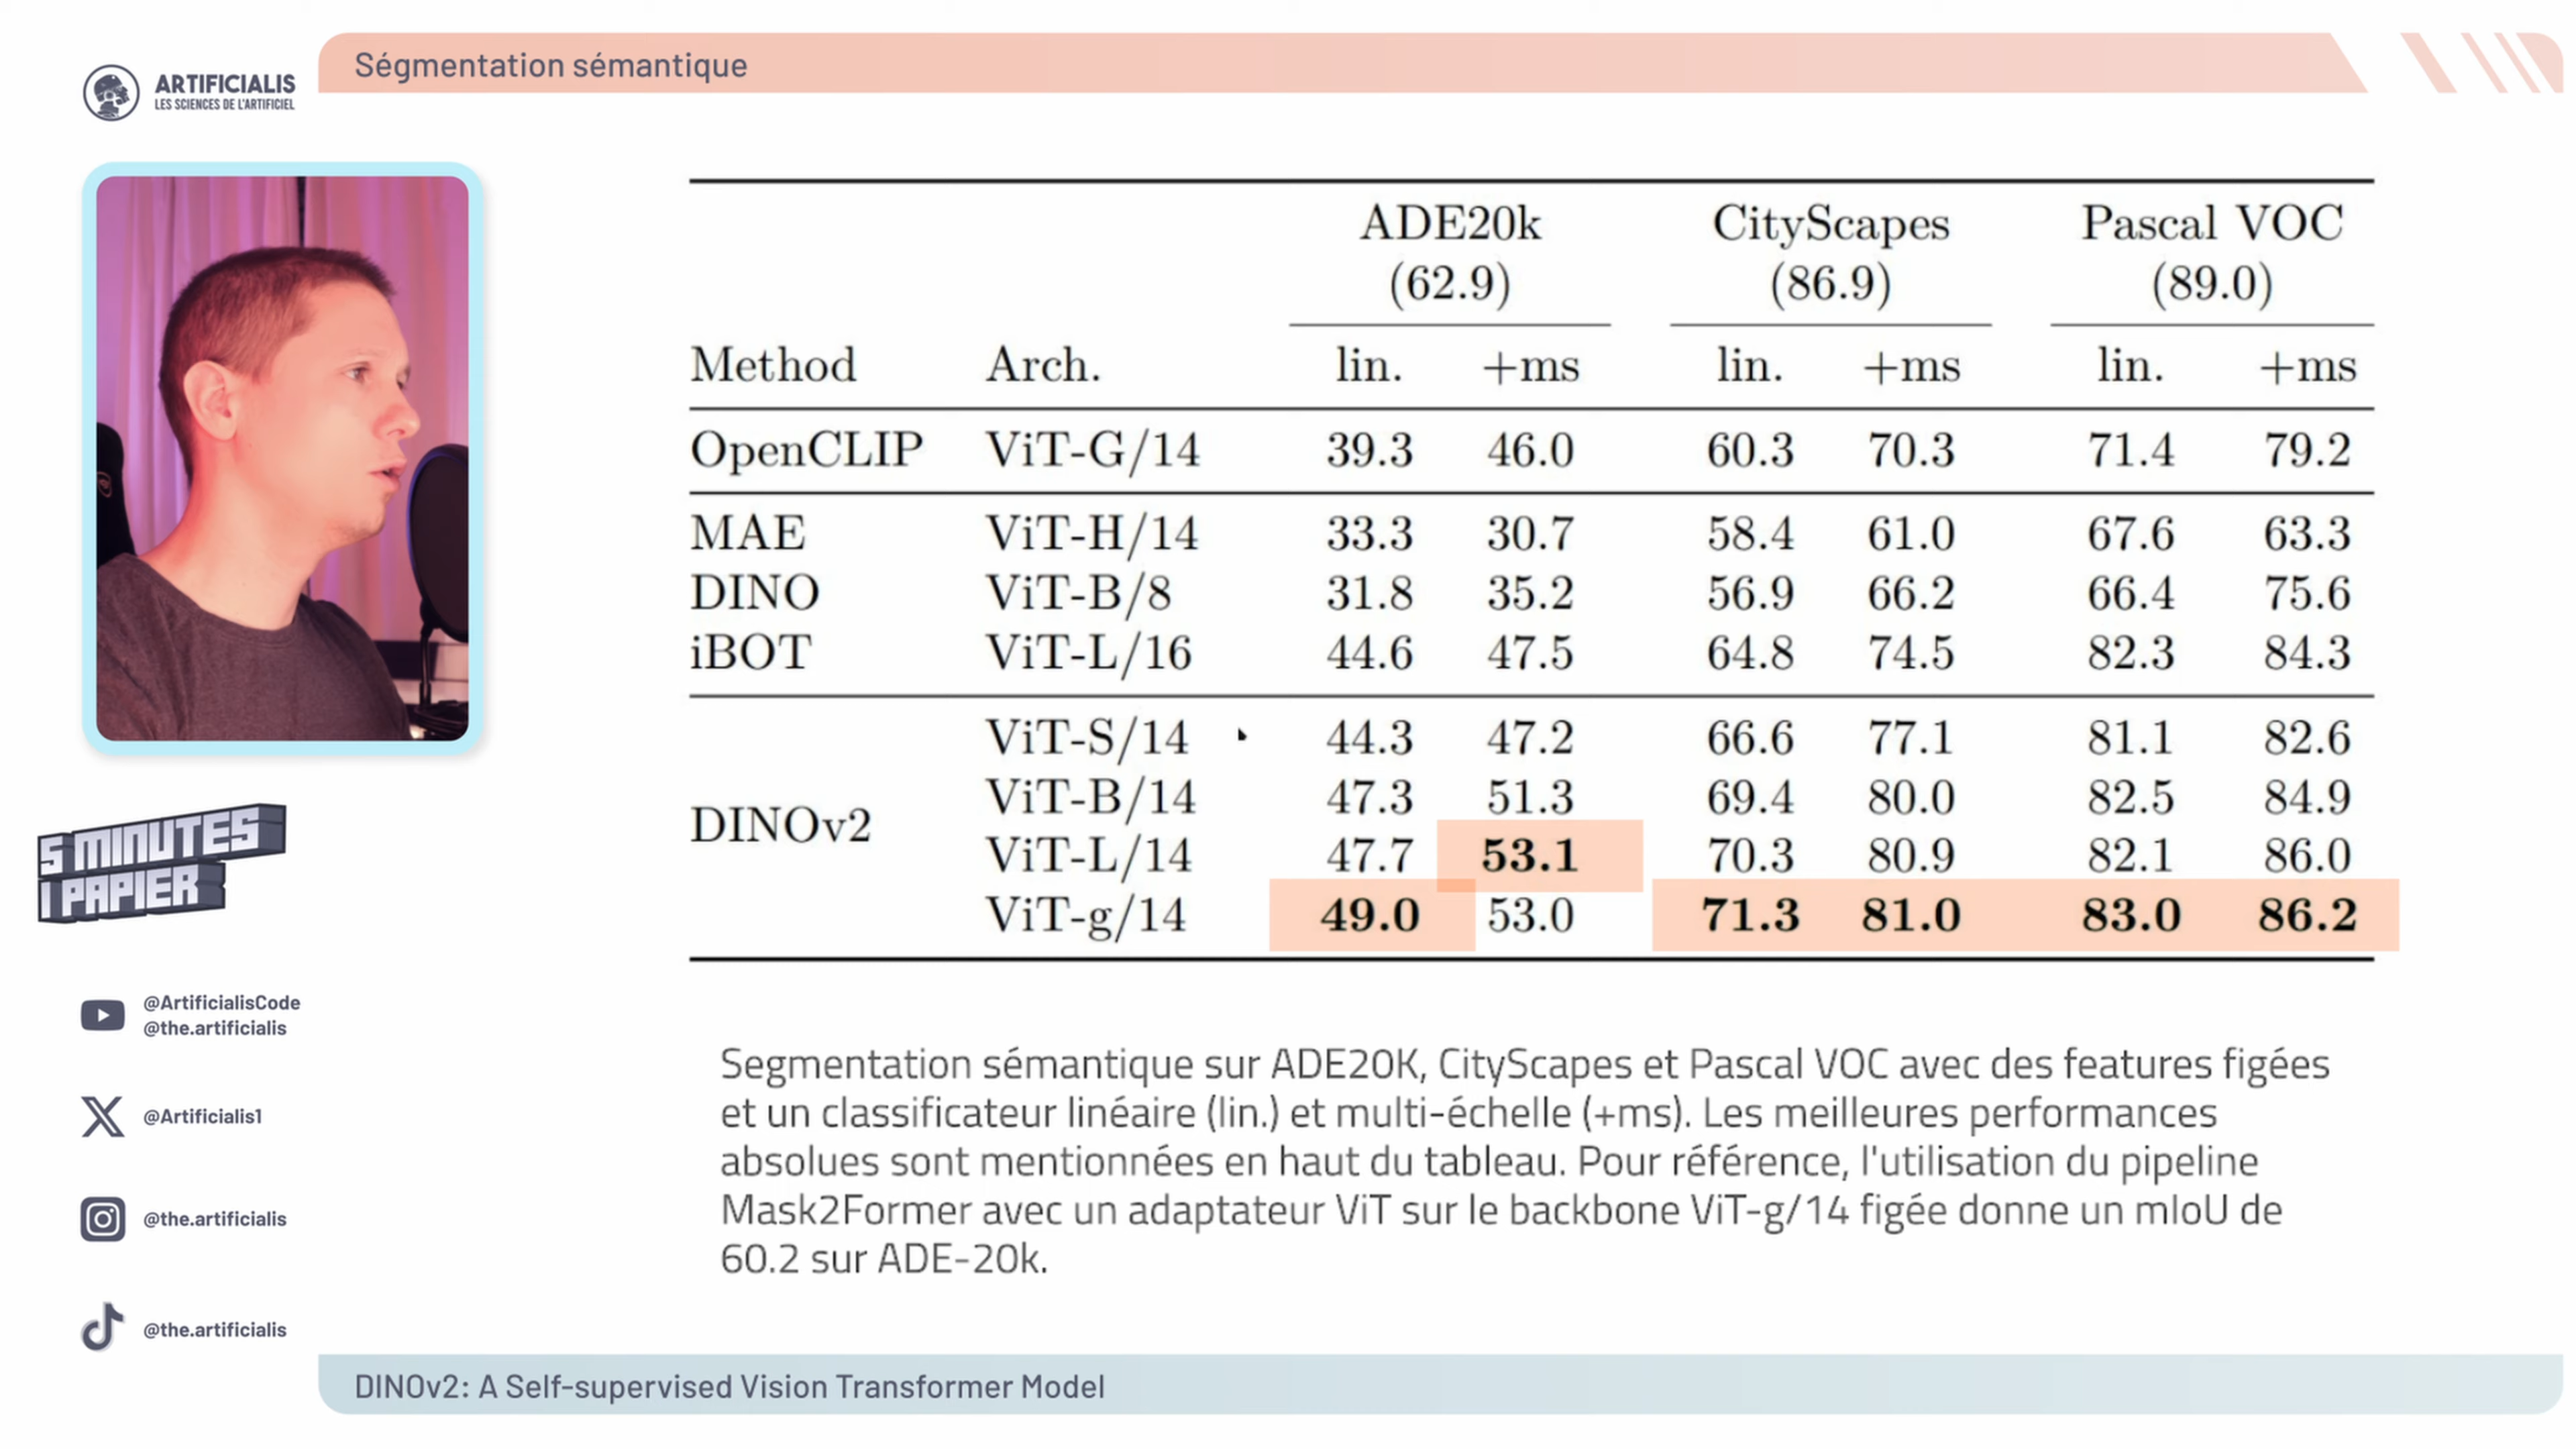 Ségmentation sémantique
ARTIFICIALIS
LES SCIENCES DE L'ARTIFICIEL
ADE20k CityScapes Pascal VOC
(62.9) (86.9) (89.0)
Method Arch. lin. +ms lin. +ms lin. +ms
OpenCLIP ViT-G/14 39.3 46.0 60.3 70.3 71.4 79.2
MAE ViT-H/14 33.3 30.7 58.4 61.0 67.6 63.3
DINO ViT-B/8 31.8 35.2 56.9 66.2 66.4 75.6
iBOT ViT-L/16 44.6 47.5 64.8 74.5 82.3 84.3
DINOv2
ViT-S/14 44.3 47.2 66.6 77.1 81.1 82.6
ViT-B/14 47.3 51.3 69.4 80.0 82.5 84.9
ViT-L/14 47.7 53.1 70.3 80.9 82.1 86.0
ViT-g/14 49.0 53.0 71.3 81.0 83.0 86.2
5 MINUTES
1 PAPIER
@ArtificialisCode
@the.artificialis
@Artificialis1
@the.artificialis
@the.artificialis
Segmentation sémantique sur ADE20K, CityScapes et Pascal VOC avec des features figées
et un classificateur linéaire (lin.) et multi-échelle (+ms). Les meilleures performances
absolues sont mentionnées en haut du tableau. Pour référence, l'utilisation du pipeline
Mask2Former avec un adaptateur ViT sur le backbone ViT-g/14 figée donne un mIoU de
60.2 sur ADE-20k.
DINOv2: A Self-supervised Vision Transformer Model